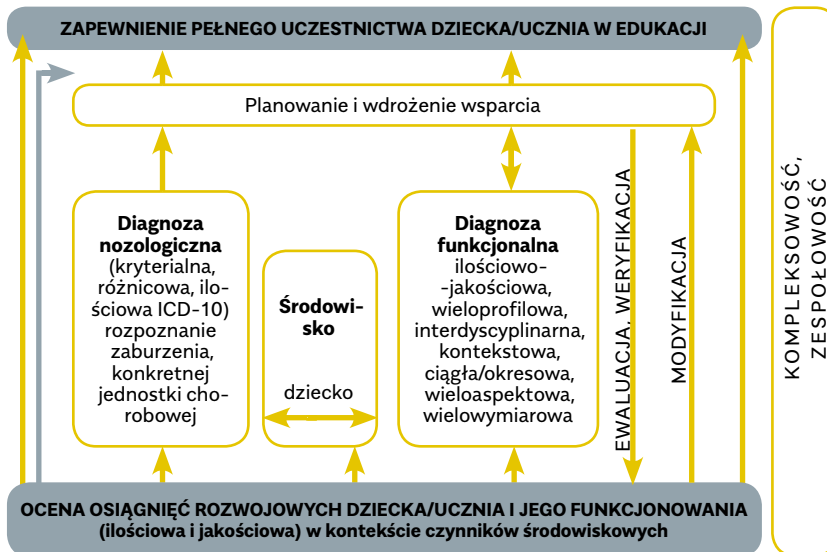 ZAPEWNIENIE PEŁNEGO UCZESTNICTWA DZIECKA/UCZNIA W EDUKACJI
Planowanie i wdrożenie wsparcia
Diagnoza
nozologiczna
(kryterialna,
różnicowa, ilo-
ściowa ICD-10)
rozpoznanie
zaburzenia,
konkretnej
jednostki cho-
robowej
Środowi-
sko
dziecko
Diagnoza
funkcjonalna
ilościowo-
-jakościowa,
wieloprofilowa,
interdyscyplinarna,
kontekstowa,
ciągła/okresowa,
wieloaspektowa,
wielowymiarowa
EWALUACJA, WERYFIKACJA
MODYFIKACJA
KOMPLEKSOWOŚĆ,
ZESPOŁOWOŚĆ
OCENA OSIĄGNIĘĆ ROZWOJOWYCH DZIECKA/UCZNIA I JEGO FUNKCJONOWANIA
(ilościowa i jakościowa) w kontekście czynników środowiskowych